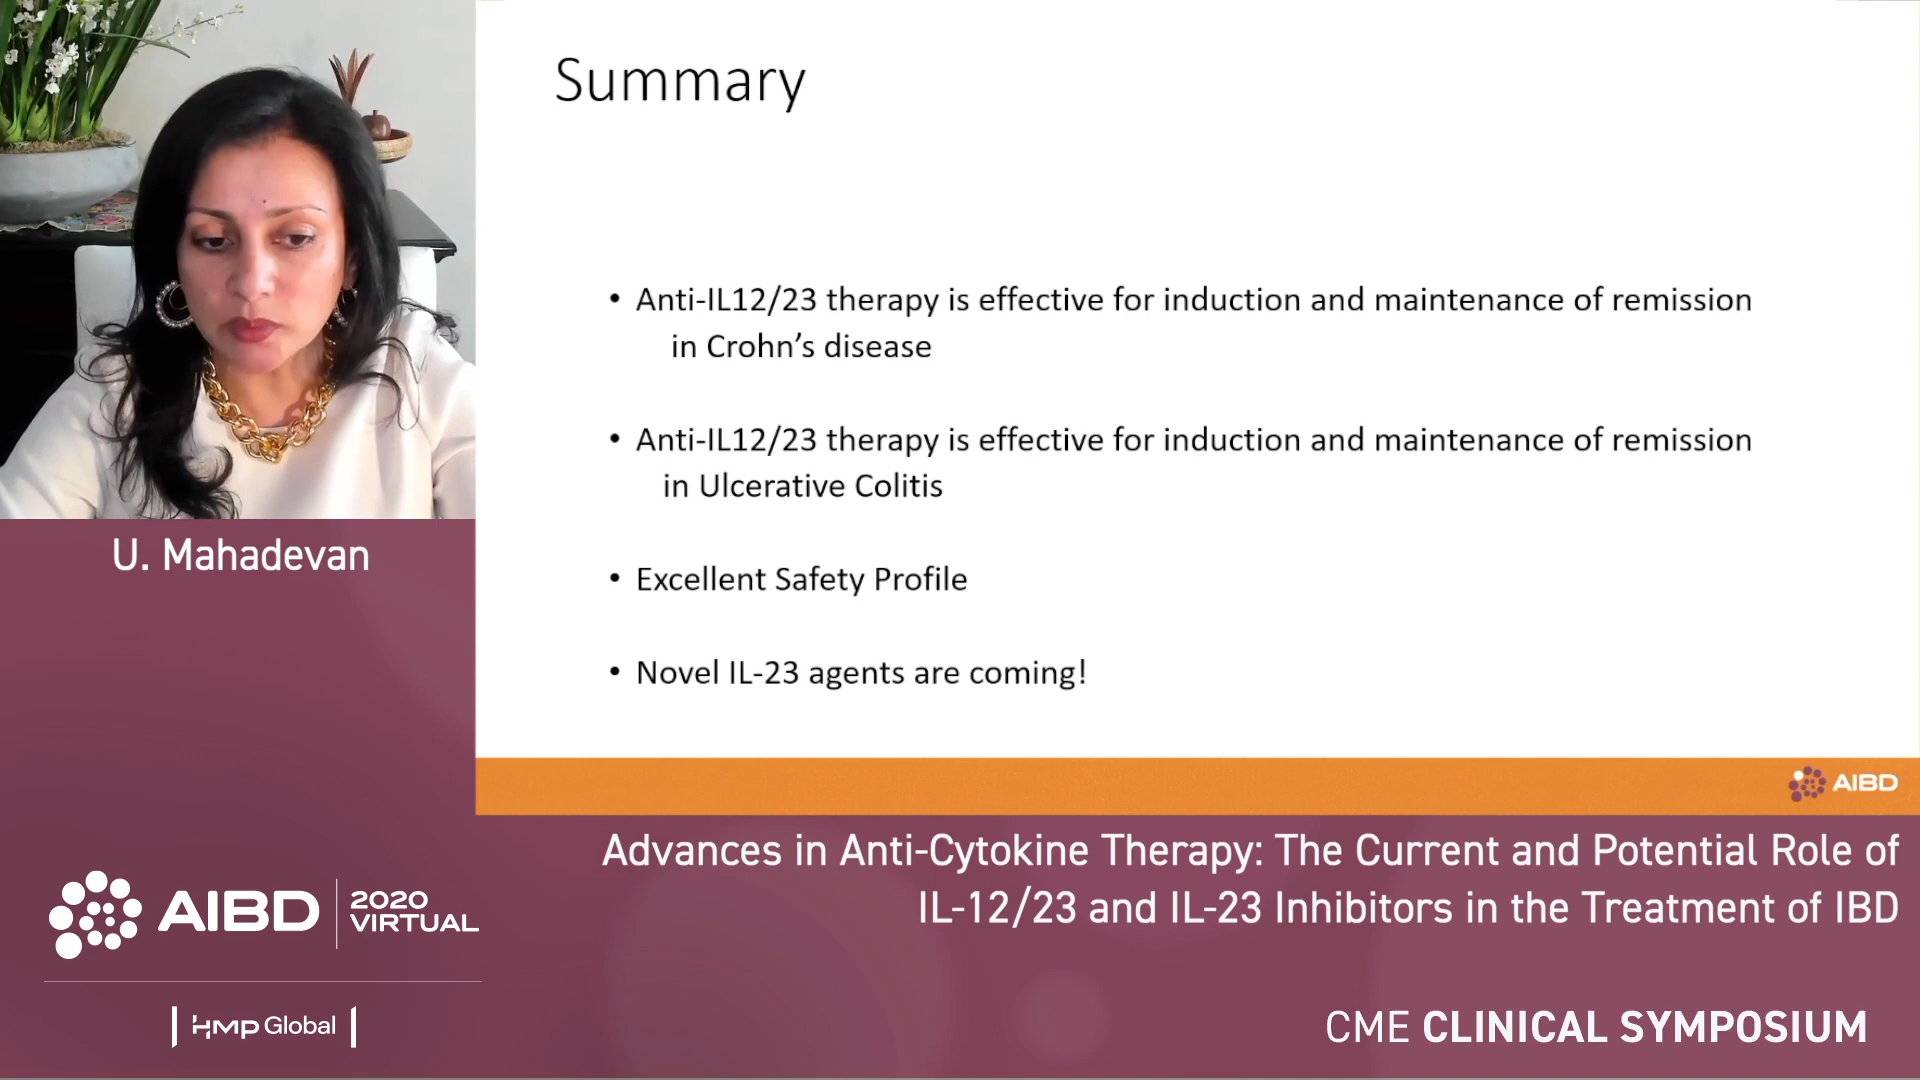 Summary
• Anti-IL12/23 therapy is effective for induction and maintenance of remission
in Crohn’s disease
• Anti-IL12/23 therapy is effective for induction and maintenance of remission
in Ulcerative Colitis
• Excellent Safety Profile
• Novel IL-23 agents are coming!
AIBD
U. Mahadevan
Advances in Anti-Cytokine Therapy: The Current and Potential Role of
IL-12/23 and IL-23 Inhibitors in the Treatment of IBD
AIBD
2020
VIRTUAL
HMP Global
CME CLINICAL SYMPOSIUM